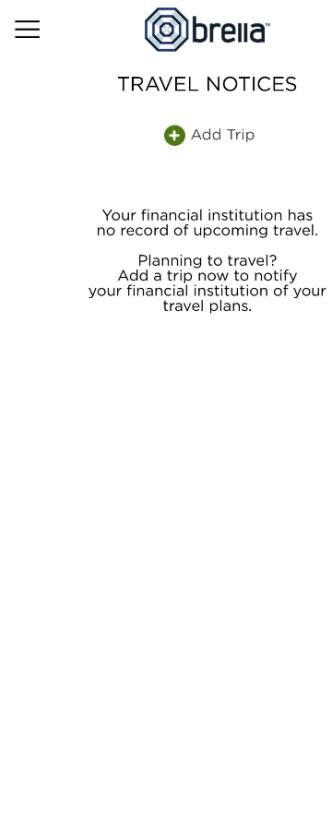 brella™
TRAVEL NOTICES
Add Trip
Your financial institution has
no record of upcoming travel.
Planning to travel?
Add a trip now to notify
your financial institution of your
travel plans.